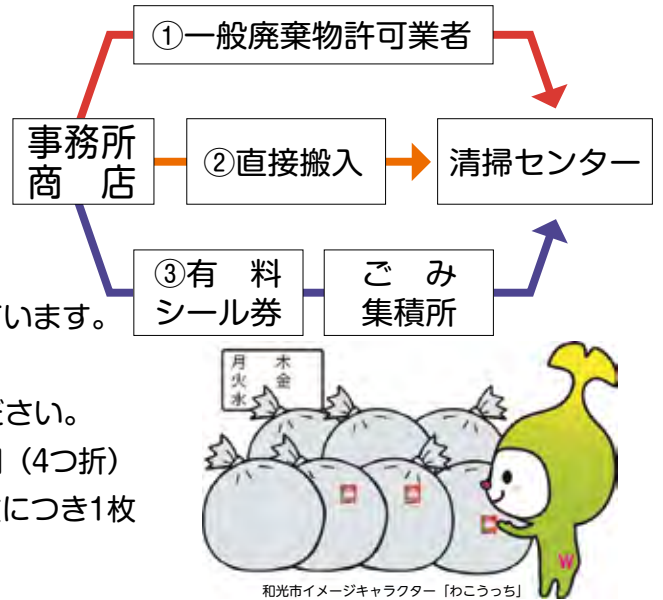 ①一般廃棄物許可業者
事務所
商　店
②直接搬入
清掃センター
③有　料
シール券
ご　み
集積所
ています。
ださい。
（4つ折）
につき1枚
月　木
火　金
水
W
和光市イメージキャラクター「わこうっち」